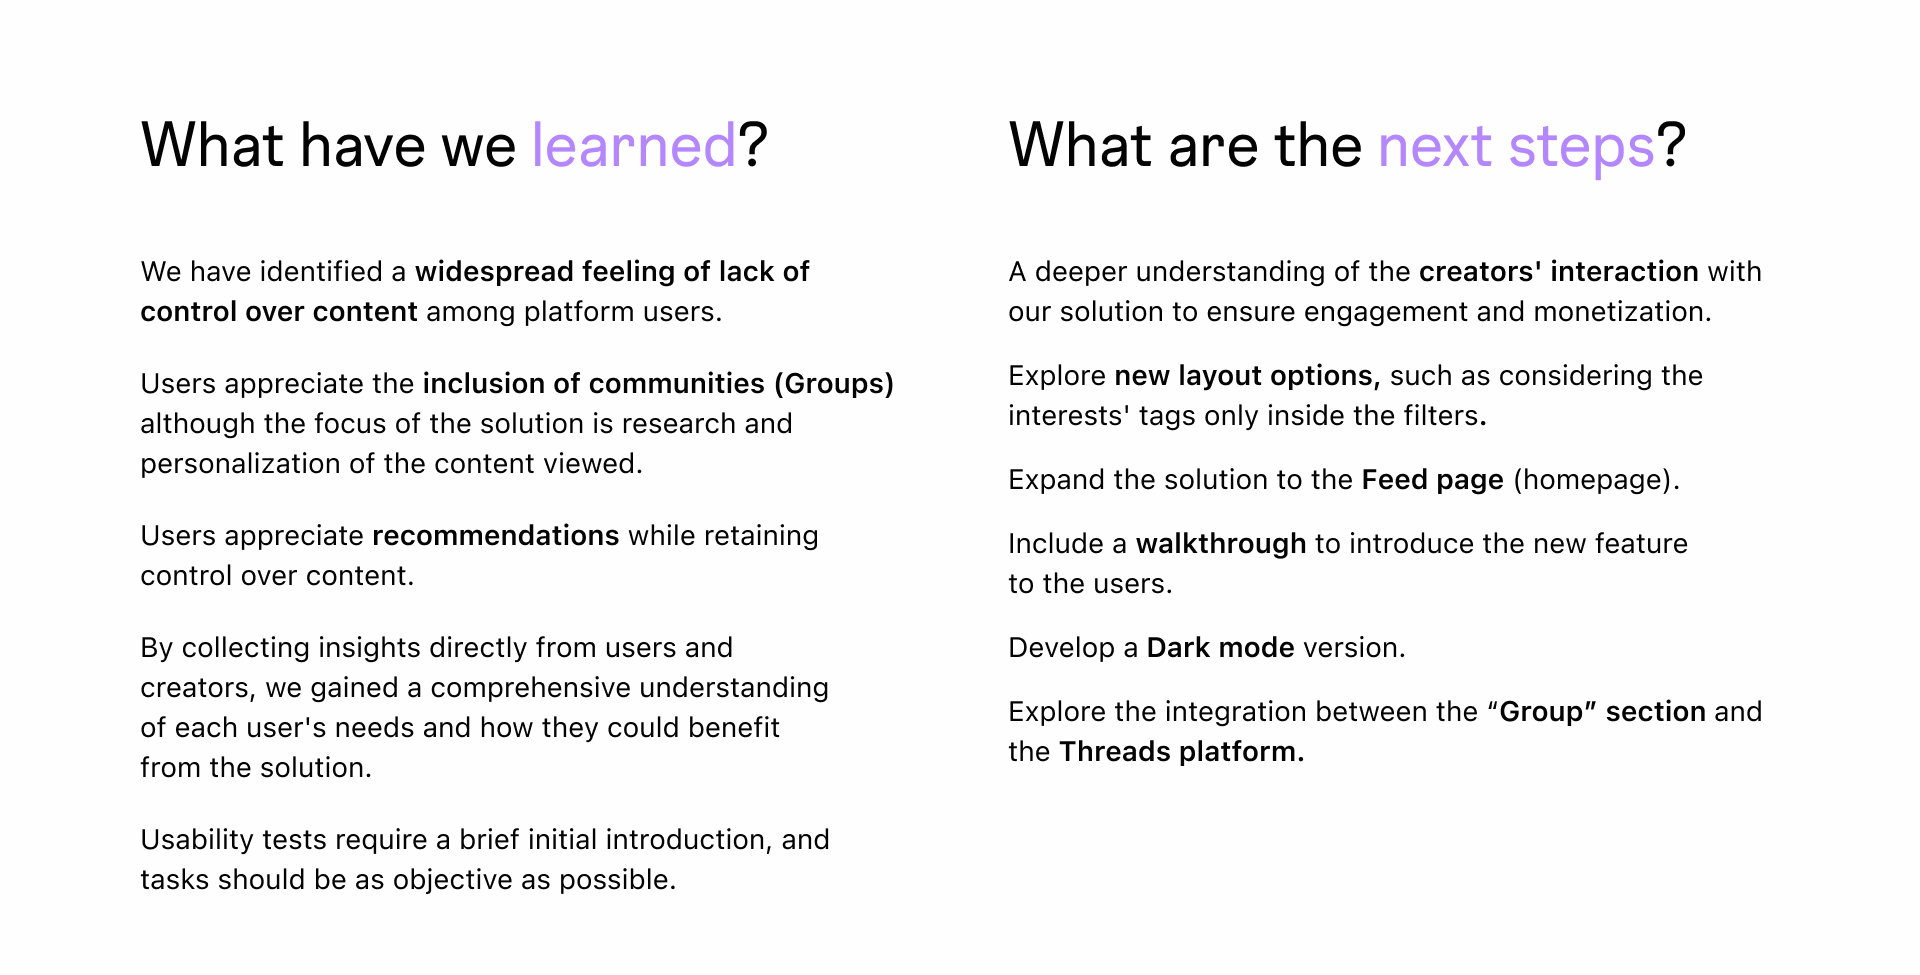 What have we learned?
We have identified a widespread feeling of lack of
control over content among platform users.
Users appreciate the inclusion of communities (Groups)
although the focus of the solution is research and
personalization of the content viewed.
Users appreciate recommendations while retaining
control over content.
By collecting insights directly from users and
creators, we gained a comprehensive understanding
of each user's needs and how they could benefit
from the solution.
Usability tests require a brief initial introduction, and
tasks should be as objective as possible.
What are the next steps?
A deeper understanding of the creators' interaction with
our solution to ensure engagement and monetization.
Explore new layout options, such as considering the
interests' tags only inside the filters.
Expand the solution to the Feed page (homepage).
Include a walkthrough to introduce the new feature
to the users.
Develop a Dark mode version.
Explore the integration between the “Group” section and
the Threads platform.